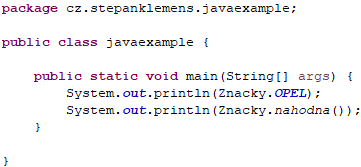 package cz.stepanklemens.javaexample;
public class javaexample {
public static void main(String[] args) {
System.out.println(Znacky.OPEL);
System.out.println(Znacky.nahodna());
}
}